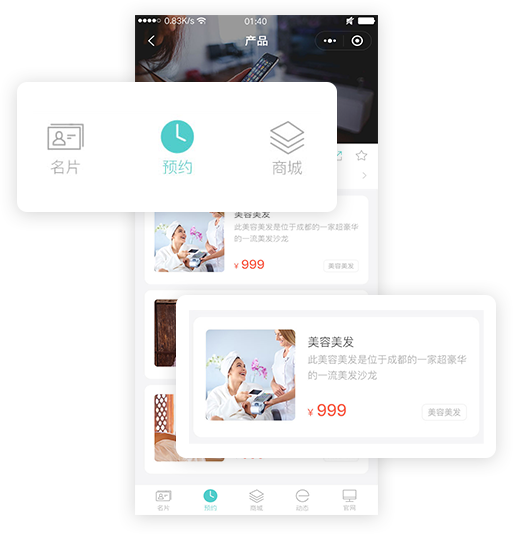 0.83K/s
01:40
产品
名片
预约
商城
美容美发
此美容美发是位于成都的一家超豪华
的一流美发沙龙
¥ 999
美容美发
美容美发
此美容美发是位于成都的一家超豪华
的一流美发沙龙
¥ 999
美容美发
名片
预约
商城
动态
官网